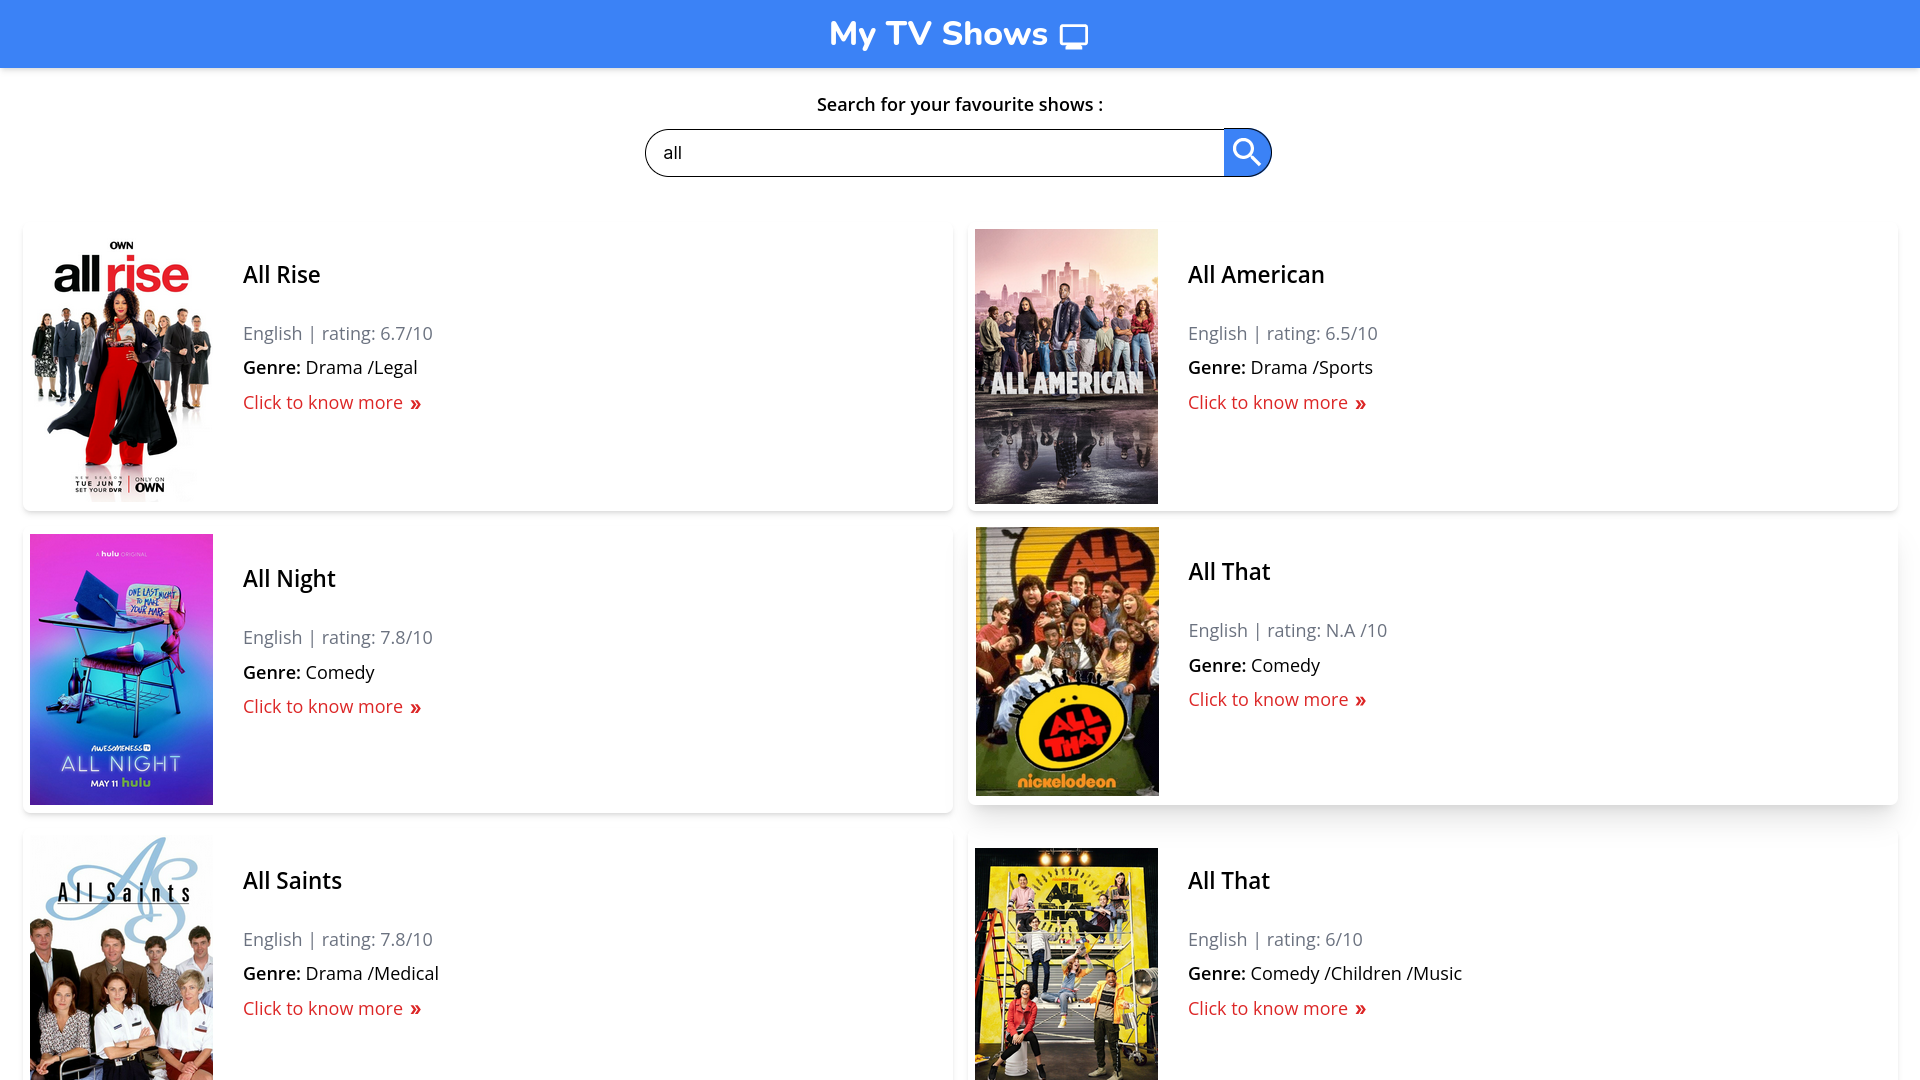 My TV Shows
Search for your favourite shows :
all
OWN
all rise
NEW SEASON
TUE JUN 7
SET YOUR DVR
ONLY ON
OWN
All Rise
English | rating: 6.7/10
Genre: Drama /Legal
Click to know more »
ALL AMERICAN
All American
English | rating: 6.5/10
Genre: Drama /Sports
Click to know more »
A hulu ORIGINAL
ONE LAST NIGHT
TO MAKE
YOUR MARK
AWESOMENESS TV
ALL NIGHT
MAY 11 hulu
All Night
English | rating: 7.8/10
Genre: Comedy
Click to know more »
ALL
ALL
THAT
nickelodeon
All That
English | rating: N.A /10
Genre: Comedy
Click to know more »
AS
All Saints
All Saints
English | rating: 7.8/10
Genre: Drama /Medical
Click to know more »
ALL
THAT
All That
English | rating: 6/10
Genre: Comedy /Children /Music
Click to know more »